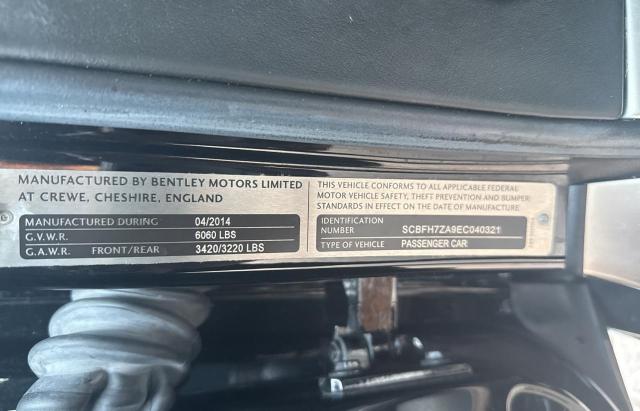 MANUFACTURED BY BENTLEY MOTORS LIMITED
AT CREWE, CHESHIRE, ENGLAND
MANUFACTURED DURING 04/2014
G.V.W.R. 6060 LBS
G.A.W.R. FRONT/REAR 3420/3220 LBS
THIS VEHICLE CONFORMS TO ALL APPLICABLE FEDERAL
MOTOR VEHICLE SAFETY, THEFT PREVENTION AND BUMPER
STANDARDS IN EFFECT ON THE DATE OF MANUFACTURE.
IDENTIFICATION
NUMBER SCBFH7ZA9EC040321
TYPE OF VEHICLE PASSENGER CAR